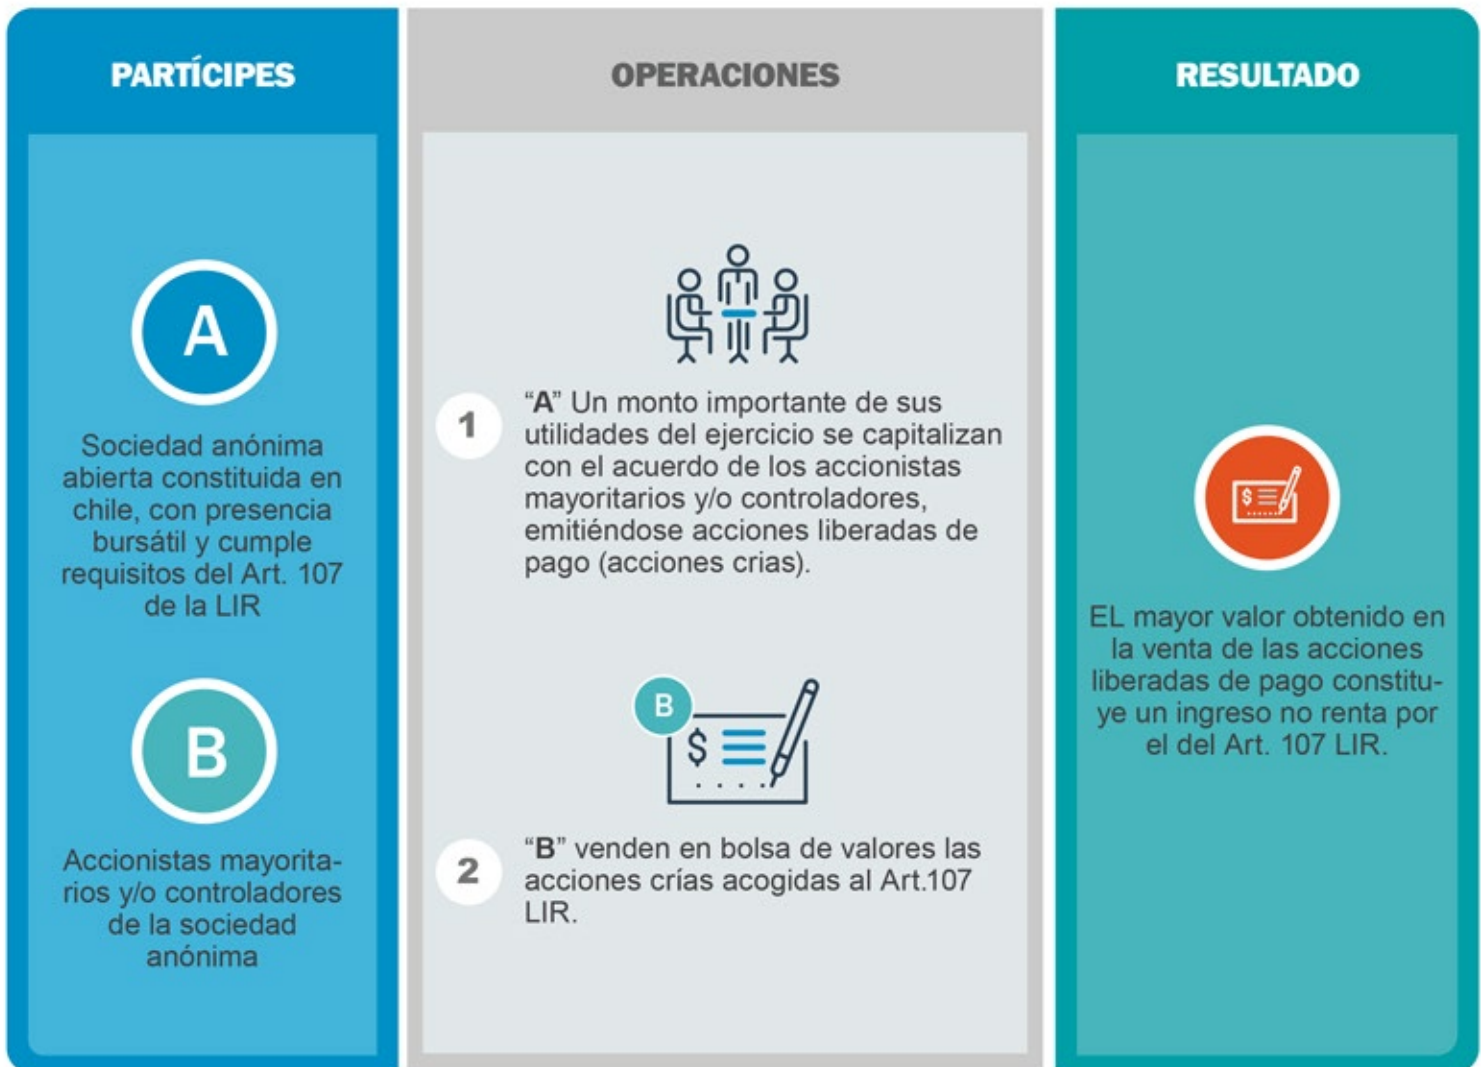 PARTÍCIPES
A
Sociedad anónima
abierta constituida en
chile, con presencia
bursátil y cumple
requisitos del Art. 107
de la LIR
B
Accionistas mayorita-
rios y/o controladores
de la sociedad
anónima
OPERACIONES
1
“A” Un monto importante de sus
utilidades del ejercicio se capitalizan
con el acuerdo de los accionistas
mayoritarios y/o controladores,
emitiéndose acciones liberadas de
pago (acciones crias).
B
$
2
“B” venden en bolsa de valores las
acciones crías acogidas al Art.107
LIR.
RESULTADO
$
EL mayor valor obtenido en
la venta de las acciones
liberadas de pago constitu-
ye un ingreso no renta por
el del Art. 107 LIR.